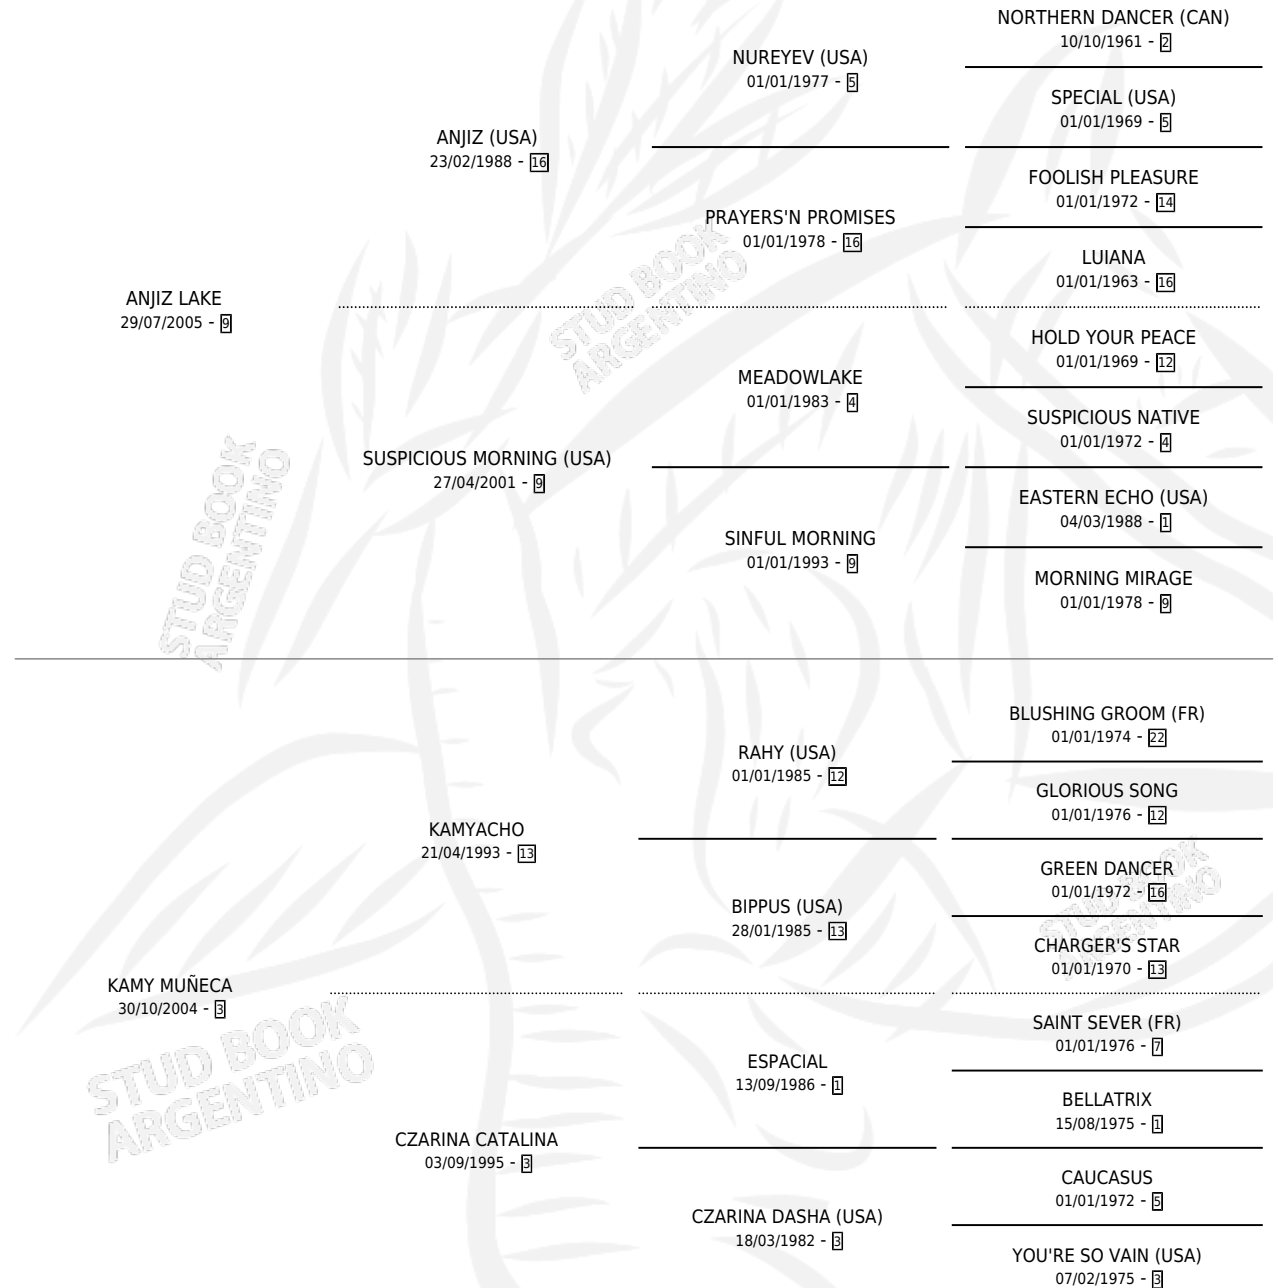 NORTHERN DANCER (CAN)
10/10/1961 - 2
NUREYEV (USA)
01/01/1977 - 5
SPECIAL (USA)
01/01/1969 - 5
ANJIZ (USA)
23/02/1988 - 16
FOOLISH PLEASURE
01/01/1972 - 14
PRAYERS'N PROMISES
01/01/1978 - 16
LUIANA
01/01/1963 - 16
ANJIZ LAKE
29/07/2005 - 9
HOLD YOUR PEACE
01/01/1969 - 12
MEADOWLAKE
01/01/1983 - 4
SUSPICIOUS NATIVE
01/01/1972 - 4
SUSPICIOUS MORNING (USA)
27/04/2001 - 9
EASTERN ECHO (USA)
04/03/1988 - 1
SINFUL MORNING
01/01/1993 - 9
MORNING MIRAGE
01/01/1978 - 9
BLUSHING GROOM (FR)
01/01/1974 - 22
RAHY (USA)
01/01/1985 - 12
GLORIOUS SONG
01/01/1976 - 12
KAMYACHO
21/04/1993 - 13
GREEN DANCER
01/01/1972 - 16
BIPPUS (USA)
28/01/1985 - 13
CHARGER'S STAR
01/01/1970 - 13
KAMY MUÑECA
30/10/2004 - 3
SAINT SEVER (FR)
01/01/1976 - 7
ESPACIAL
13/09/1986 - 1
BELLATRIX
15/08/1975 - 1
CZARINA CATALINA
03/09/1995 - 3
CAUCASUS
01/01/1972 - 5
CZARINA DASHA (USA)
18/03/1982 - 3
YOU'RE SO VAIN (USA)
07/02/1975 - 3
STUD BOOK
ARGENTINO
STUD BOOK
ARGENTINO
STUD BOOK
ARGENTINO
STUD BOOK
ARGENTINO